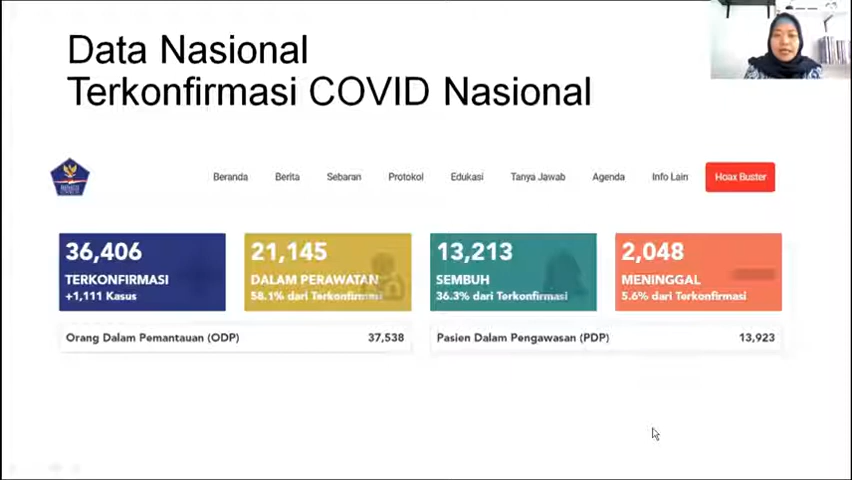 Data Nasional
Terkonfirmasi COVID Nasional
Beranda Berita Sebaran Protokol Edukasi Tanya Jawab Agenda Info Lain Hoax Buster
36,406
TERKONFIRMASI
+1,111 Kasus
21,145
DALAM PERAWATAN
58.1% dari Terkonfirmasi
13,213
SEMBUH
36.3% dari Terkonfirmasi
2,048
MENINGGAL
5.6% dari Terkonfirmasi
Orang Dalam Pemantauan (ODP) 37,538
Pasien Dalam Pengawasan (PDP) 13,923